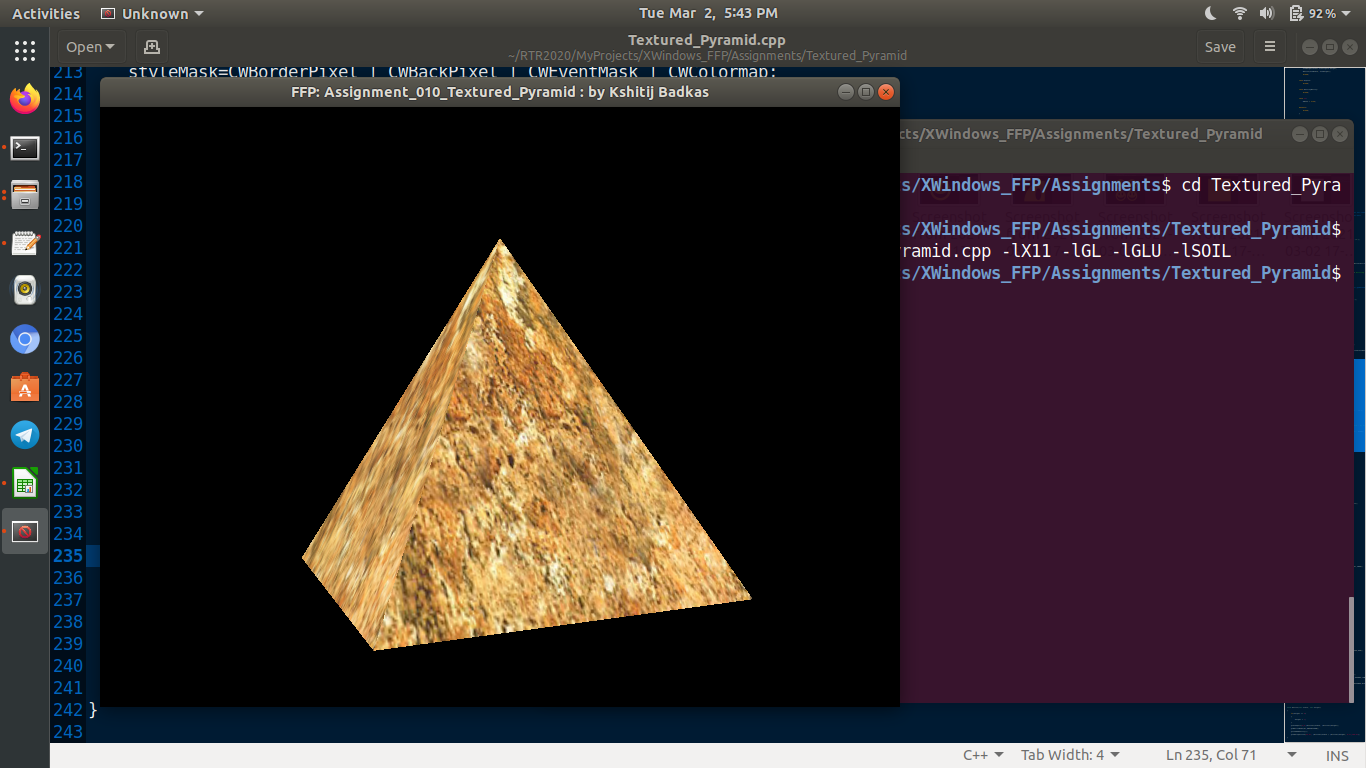 Activities
Unknown
Tue Mar 2, 5:43 PM
92%
Open
Textured_Pyramid.cpp
~/RTR2020/MyProjects/XWindows_FFP/Assignments/Textured_Pyramid
Save
213 styleMask=CWBorderPixel | CWBackPixel | CWEventMask | CWColormap;
FFP: Assignment_010_Textured_Pyramid : by Kshitij Badkas
214
215
216
217
218
219
220
221
222
223
224
225
226
227
228
229
230
231
232
233
234
235
236
237
238
239
240
241
242 }
243
cts/XWindows_FFP/Assignments/Textured_Pyramid
s/XWindows_FFP/Assignments$ cd Textured_Pyra
s/XWindows_FFP/Assignments/Textured_Pyramid$
ramid.cpp -lX11 -lGL -lGLU -lSOIL
s/XWindows_FFP/Assignments/Textured_Pyramid$
C++
Tab Width: 4
Ln 235, Col 71
INS